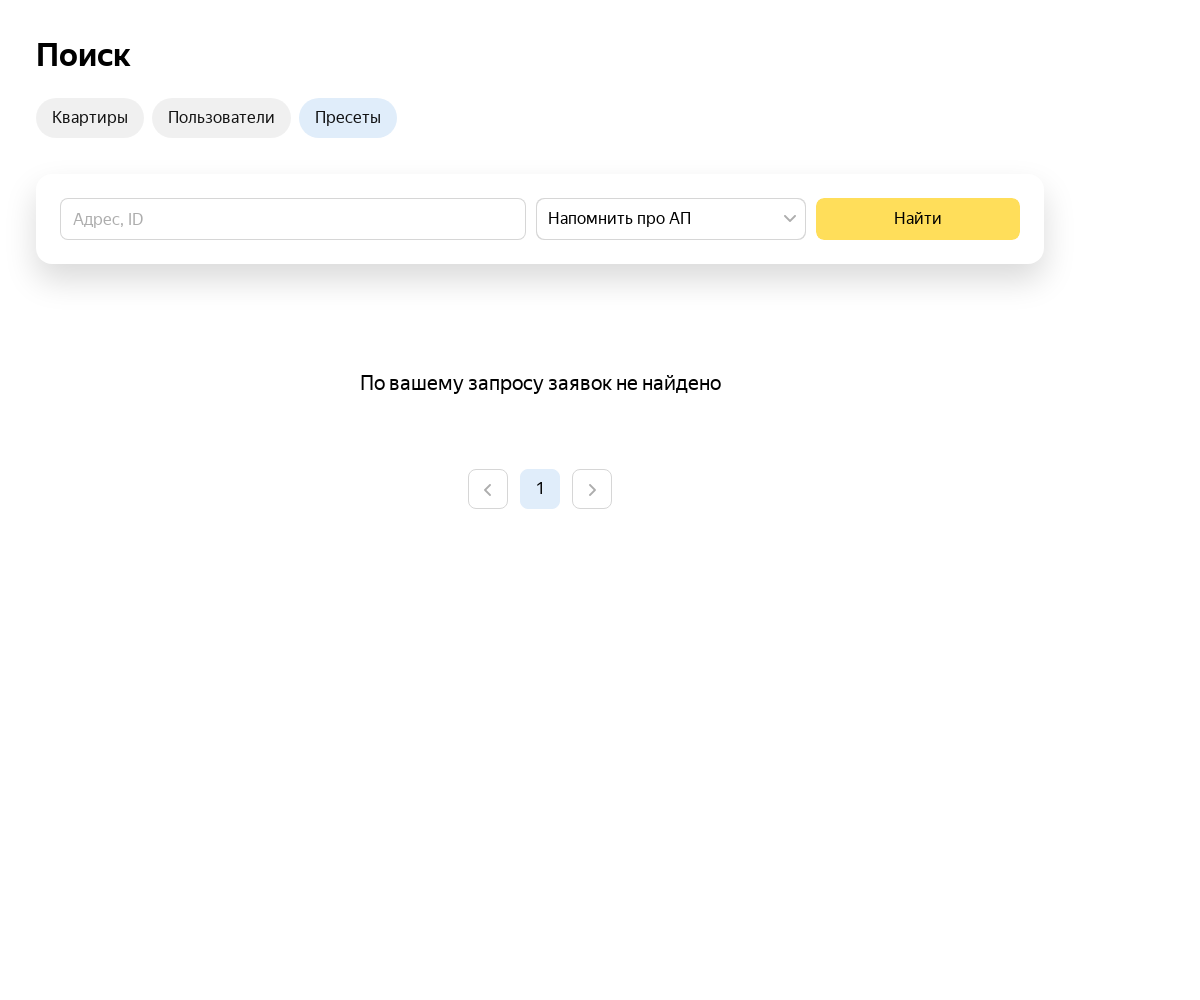 Поиск
Квартиры Пользователи Пресеты
Адрес, ID Напомнить про АП Найти
По вашему запросу заявок не найдено
1